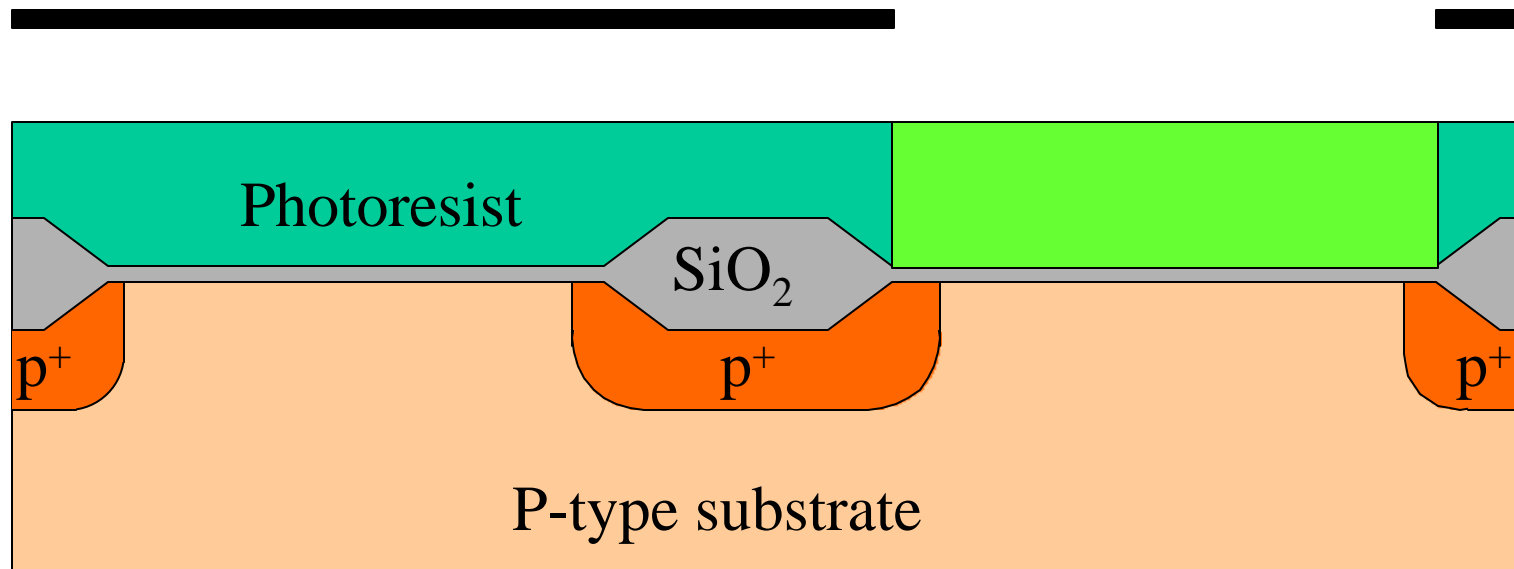 Photoresist
SiO₂
p⁺
p⁺
p⁺
P-type substrate